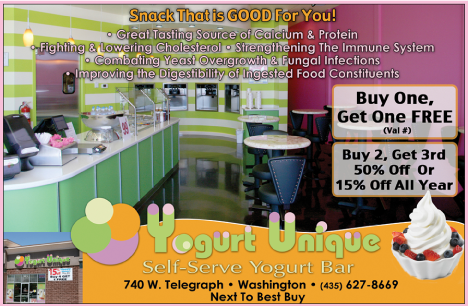 Snack That is GOOD For You!
• Great Tasting Source of Calcium & Protein
• Fighting & Lowering Cholesterol • Strengthening The Immune System
• Combating Yeast Overgrowth & Fungal Infections
• Improving the Digestibility of Ingested Food Constituents
Buy One,
Get One FREE
(Val #)
Buy 2, Get 3rd
50% Off Or
15% Off All Year
Yogurt Unique
Self-Serve Yogurt Bar
740 W. Telegraph • Washington • (435) 627-8669
Next To Best Buy
Yogurt Unique